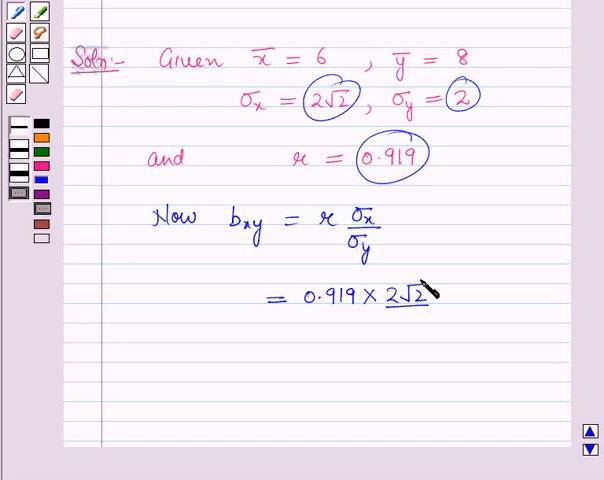 Soln:- Given x̄ = 6 , ȳ = 8
σx = 2√2 , σy = 2
and r = 0.919
Now bxy = r σx/σy
= 0.919 × 2√2